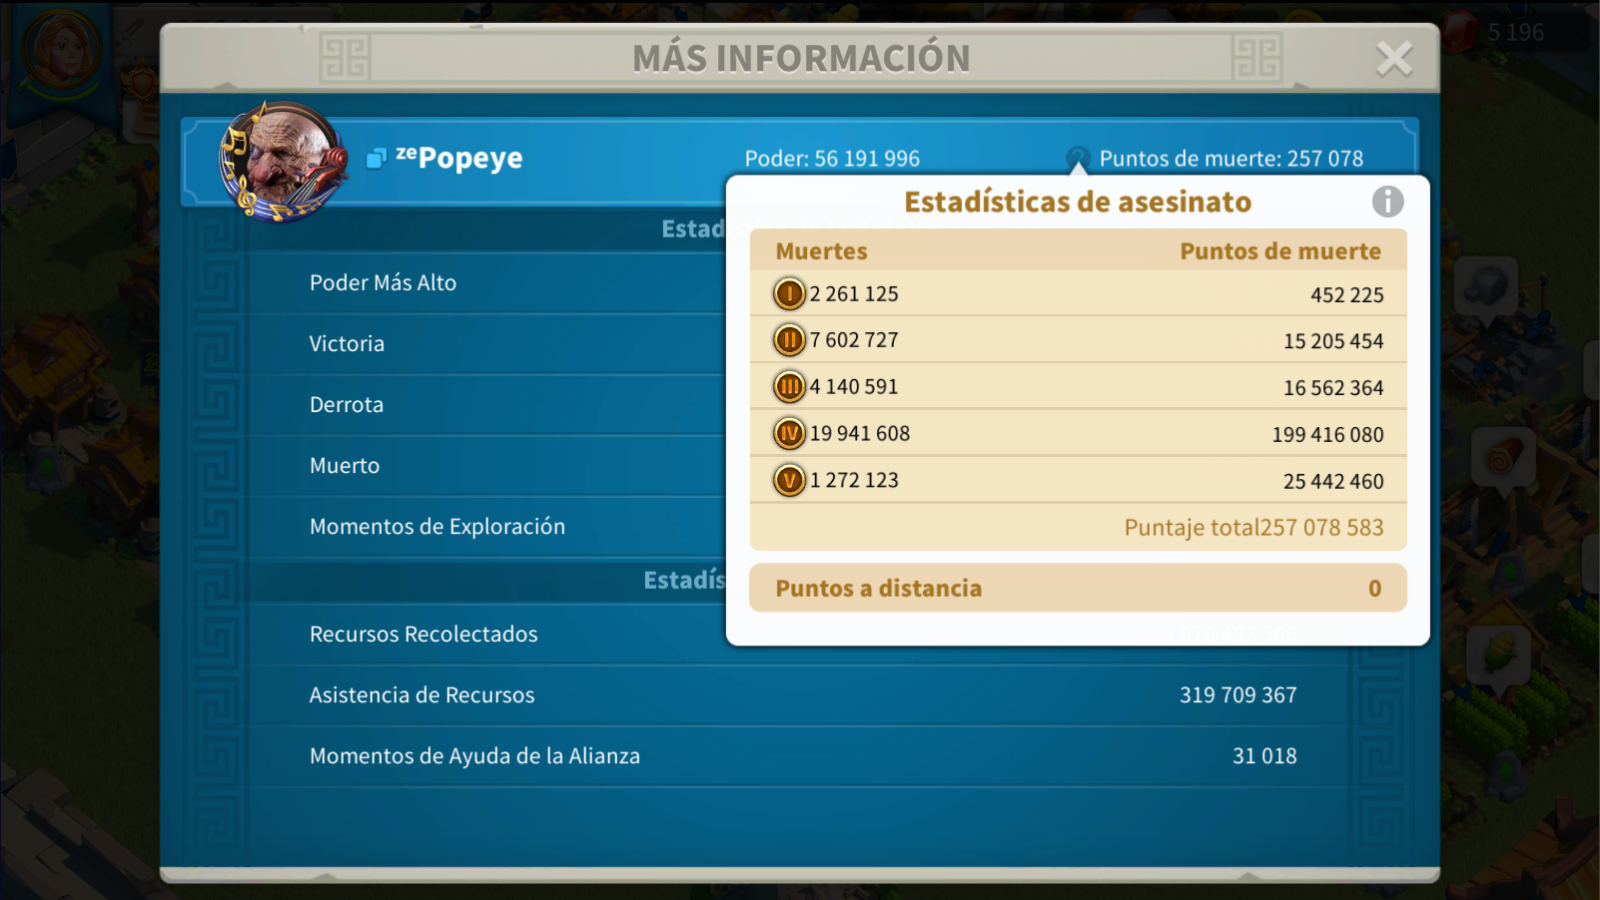 5 196
MÁS INFORMACIÓN
zePopeye
Poder: 56 191 996
? Puntos de muerte: 257 078
Estadísticas de asesinato
i
Muertes Puntos de muerte
I 2 261 125 452 225
II 7 602 727 15 205 454
III 4 140 591 16 562 364
IV 19 941 608 199 416 080
V 1 272 123 25 442 460
Puntaje total257 078 583
Puntos a distancia 0
Estad
Poder Más Alto
Victoria
Derrota
Muerto
Momentos de Exploración
Estadís
Recursos Recolectados
Asistencia de Recursos 319 709 367
Momentos de Ayuda de la Alianza 31 018